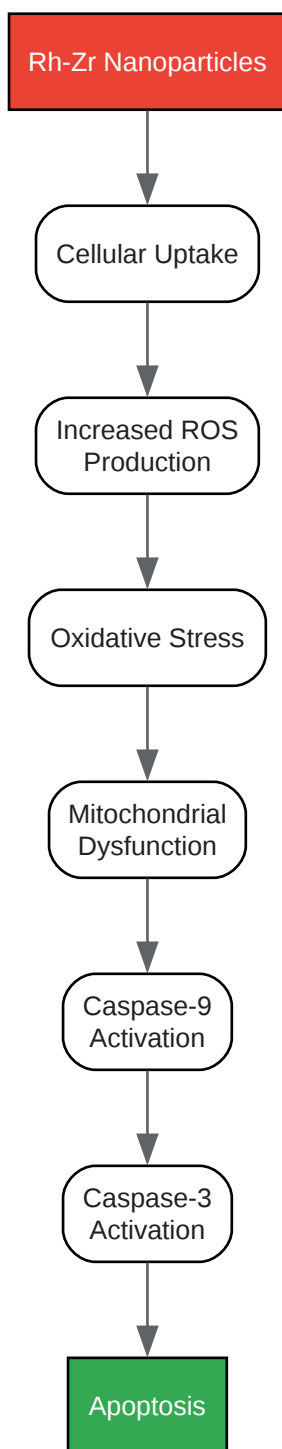 Rh-Zr Nanoparticles
Cellular Uptake
Increased ROS
Production
Oxidative Stress
Mitochondrial
Dysfunction
Caspase-9
Activation
Caspase-3
Activation
Apoptosis